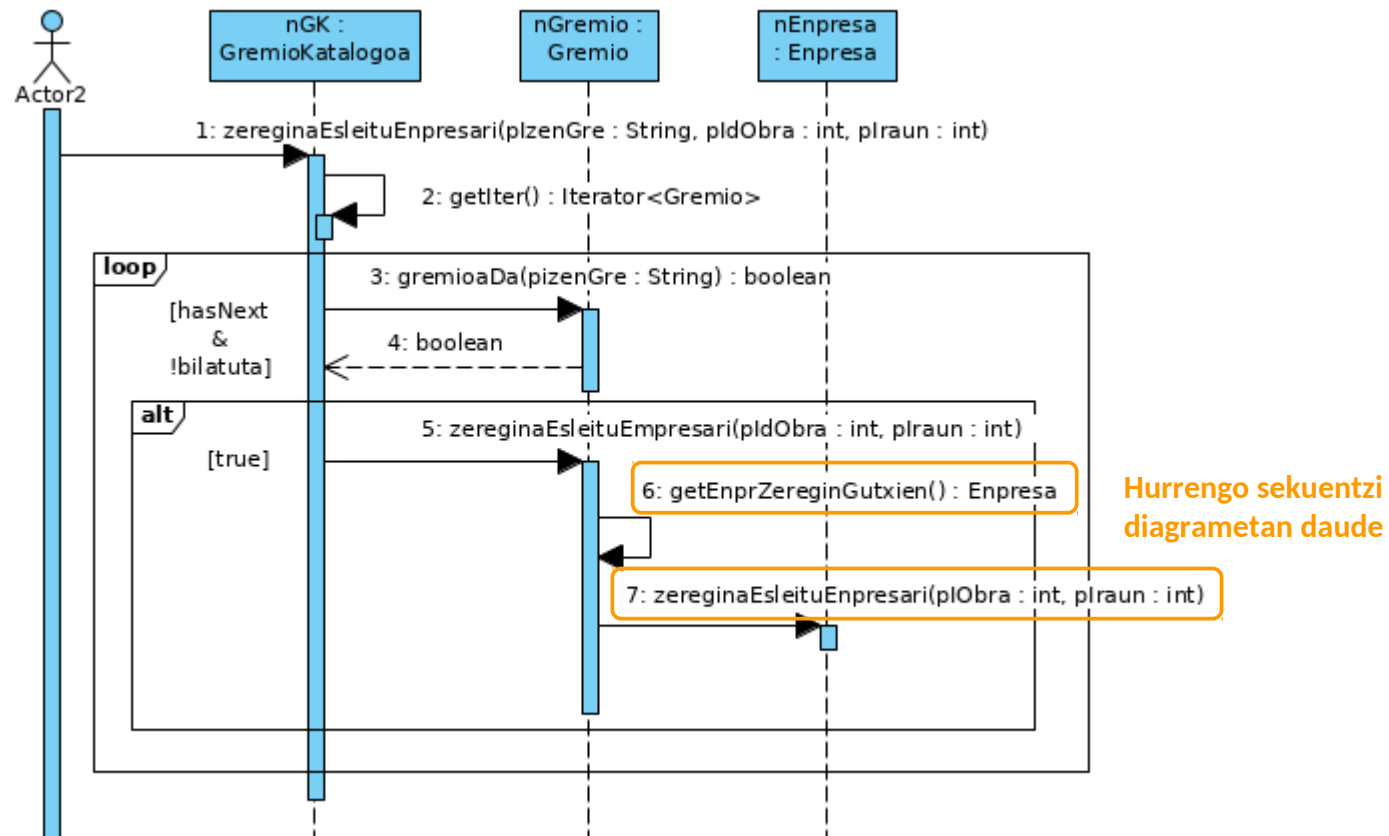 nGK :
GremioKatalogoa
nGremio :
Gremio
nEnpresa
: Enpresa
Actor2
1: zereginaEsleituEnpresari(pIzenGre : String, pIdObra : int, pIraun : int)
2: getIter() : Iterator<Gremio>
loop
3: gremioaDa(pizenGre : String) : boolean
[hasNext
&
!bilatuta]
4: boolean
alt
5: zereginaEsleituEmpresari(pIdObra : int, pIraun : int)
[true]
6: getEnprZereginGutxien() : Enpresa
Hurrengo sekuentzi
diagrametan daude
7: zereginaEsleituEnpresari(pIObra : int, pIraun : int)